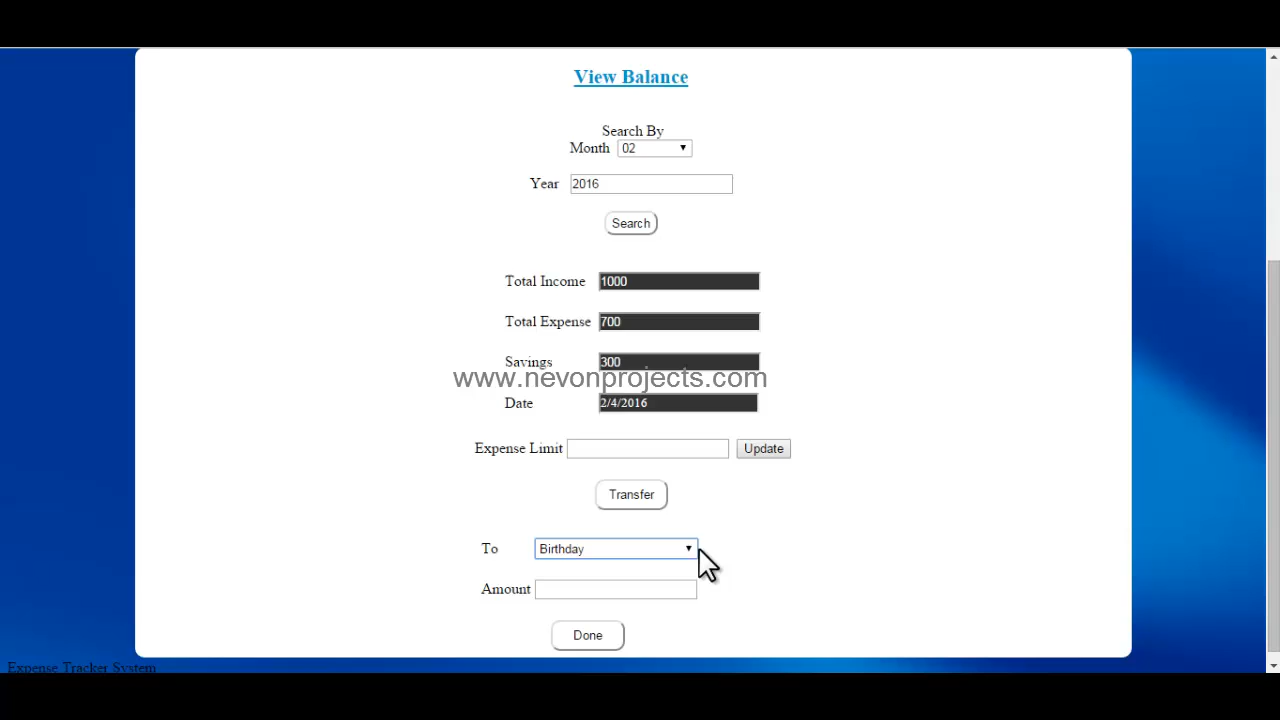 View Balance
Search By
Month 02
Year 2016
Search
Total Income 1000
Total Expense 700
Savings 300
www.nevonprojects.com
Date 2/4/2016
Expense Limit Update
Transfer
To Birthday
Amount
Done
Expense Tracker System